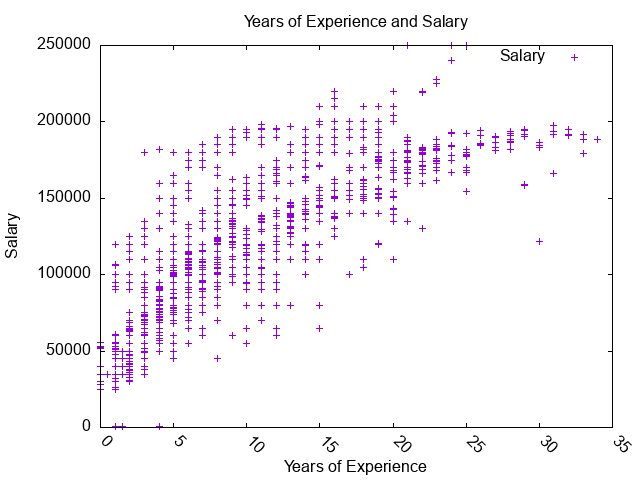 Years of Experience and Salary
250000
Salary
200000
150000
Salary
100000
50000
0
0 5 10 15 20 25 30 35
Years of Experience